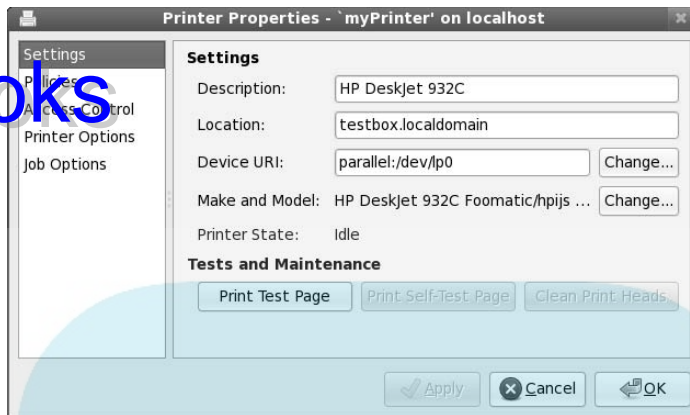 Printer Properties - `myPrinter' on localhost
Settings
Policies
Access Control
Printer Options
Job Options
Settings
Description: HP DeskJet 932C
Location: testbox.localdomain
Device URI: parallel:/dev/lp0 Change...
Make and Model: HP DeskJet 932C Foomatic/hpijs ... Change...
Printer State: Idle
Tests and Maintenance
Print Test Page Print Self-Test Page Clean Print Heads
Apply Cancel OK
oks